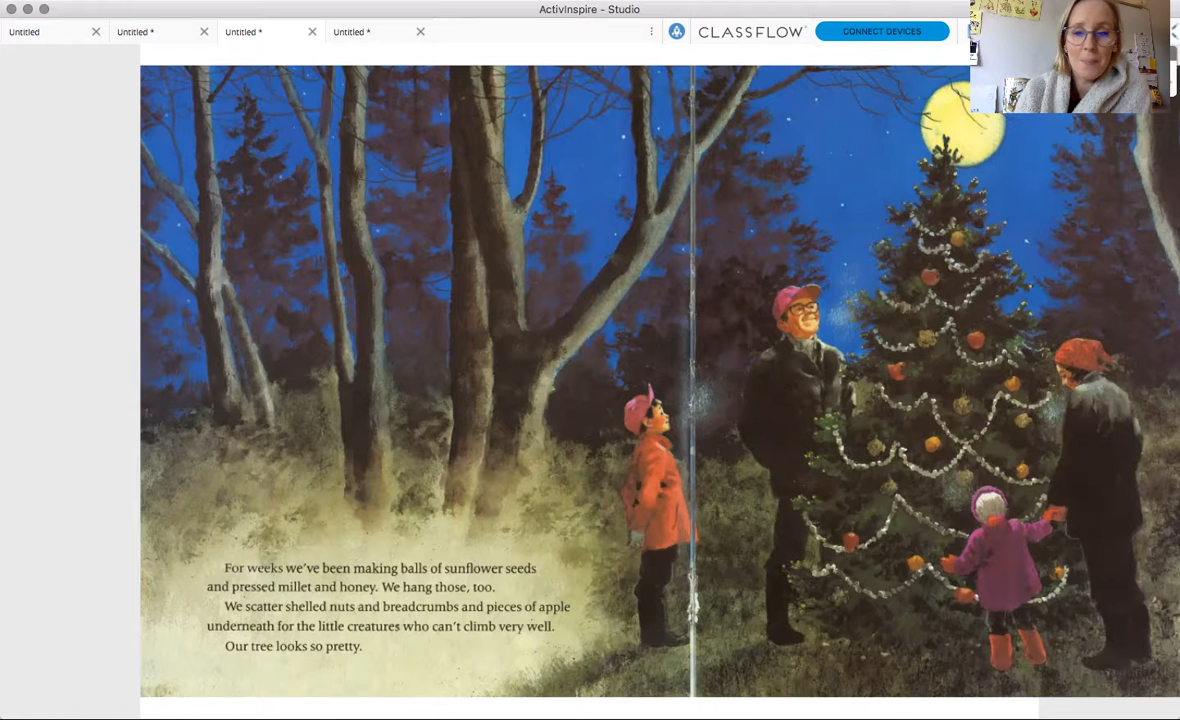 ActivInspire - Studio
Untitled
Untitled *
Untitled *
Untitled *
CLASSFLOW
CONNECT DEVICES
For weeks we've been making balls of sunflower seeds
and pressed millet and honey. We hang those, too.
We scatter shelled nuts and breadcrumbs and pieces of apple
underneath for the little creatures who can't climb very well.
Our tree looks so pretty.